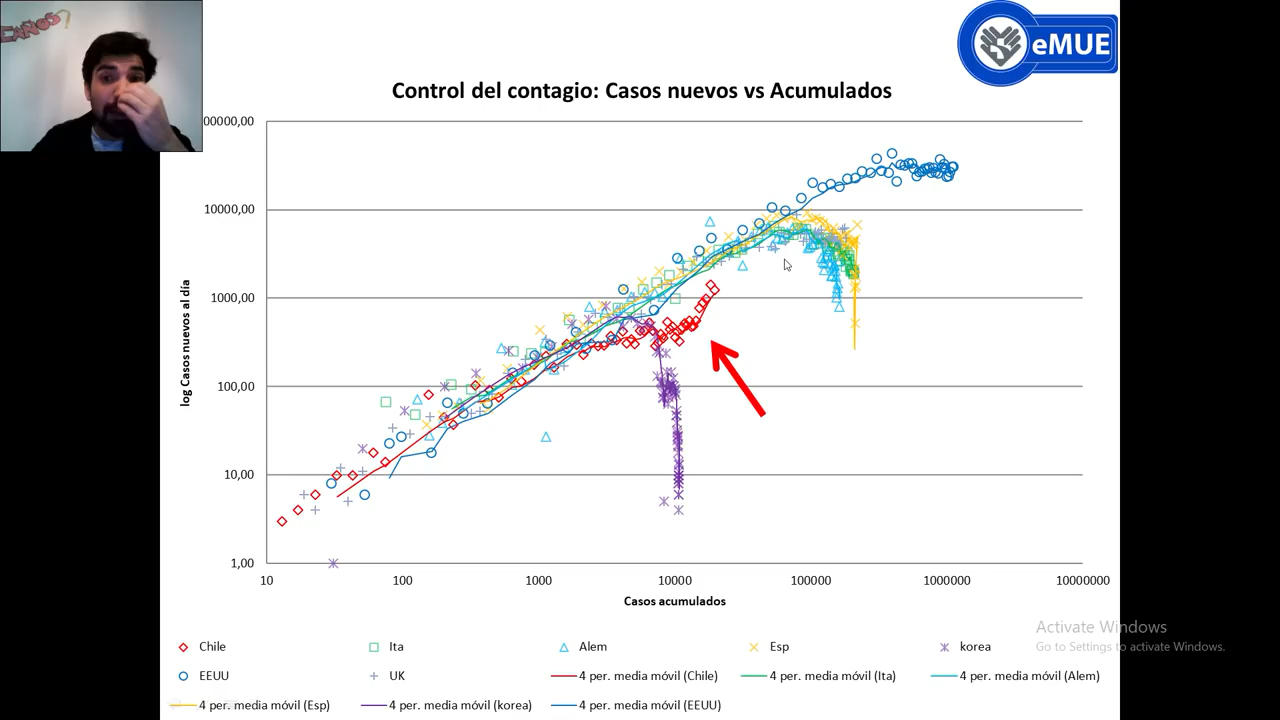 CAÑOS
eMUE
Control del contagio: Casos nuevos vs Acumulados
00000,00
10000,00
1000,00
100,00
10,00
1,00
log Casos nuevos al día
10 100 1000 10000 100000 1000000 10000000
Casos acumulados
Activate Windows
Go to Settings to activate Windows.
Chile Ita Alem Esp korea
EEUU UK 4 per. media móvil (Chile) 4 per. media móvil (Ita) 4 per. media móvil (Alem)
4 per. media móvil (Esp) 4 per. media móvil (korea) 4 per. media móvil (EEUU)